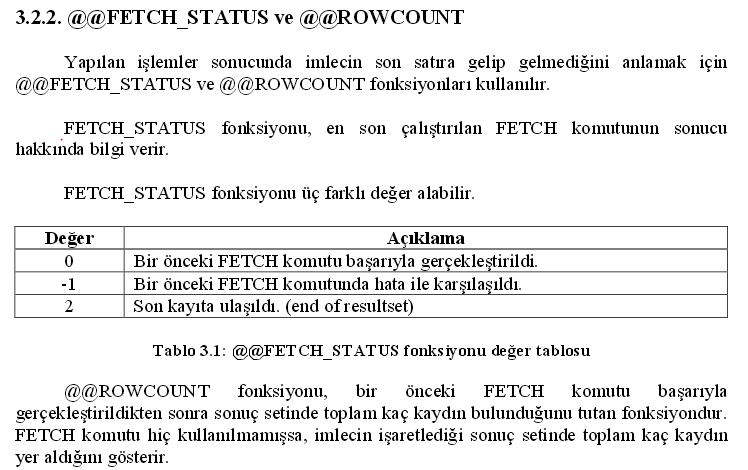 3.2.2. @@FETCH_STATUS ve @@ROWCOUNT
Yapılan işlemler sonucunda imlecin son satıra gelip gelmediğini anlamak için
@@FETCH_STATUS ve @@ROWCOUNT fonksiyonları kullanılır.
FETCH_STATUS fonksiyonu, en son çalıştırılan FETCH komutunun sonucu
hakkında bilgi verir.
FETCH_STATUS fonksiyonu üç farklı değer alabilir.
Değer Açıklama
0 Bir önceki FETCH komutu başarıyla gerçekleştirildi.
-1 Bir önceki FETCH komutunda hata ile karşılaşıldı.
2 Son kayıta ulaşıldı. (end of resultset)
Tablo 3.1: @@FETCH_STATUS fonksiyonu değer tablosu
@@ROWCOUNT fonksiyonu, bir önceki FETCH komutu başarıyla
gerçekleştirildikten sonra sonuç setinde toplam kaç kaydın bulunduğunu tutan fonksiyondur.
FETCH komutu hiç kullanılmamışsa, imlecin işaretlediği sonuç setinde toplam kaç kaydın
yer aldığını gösterir.